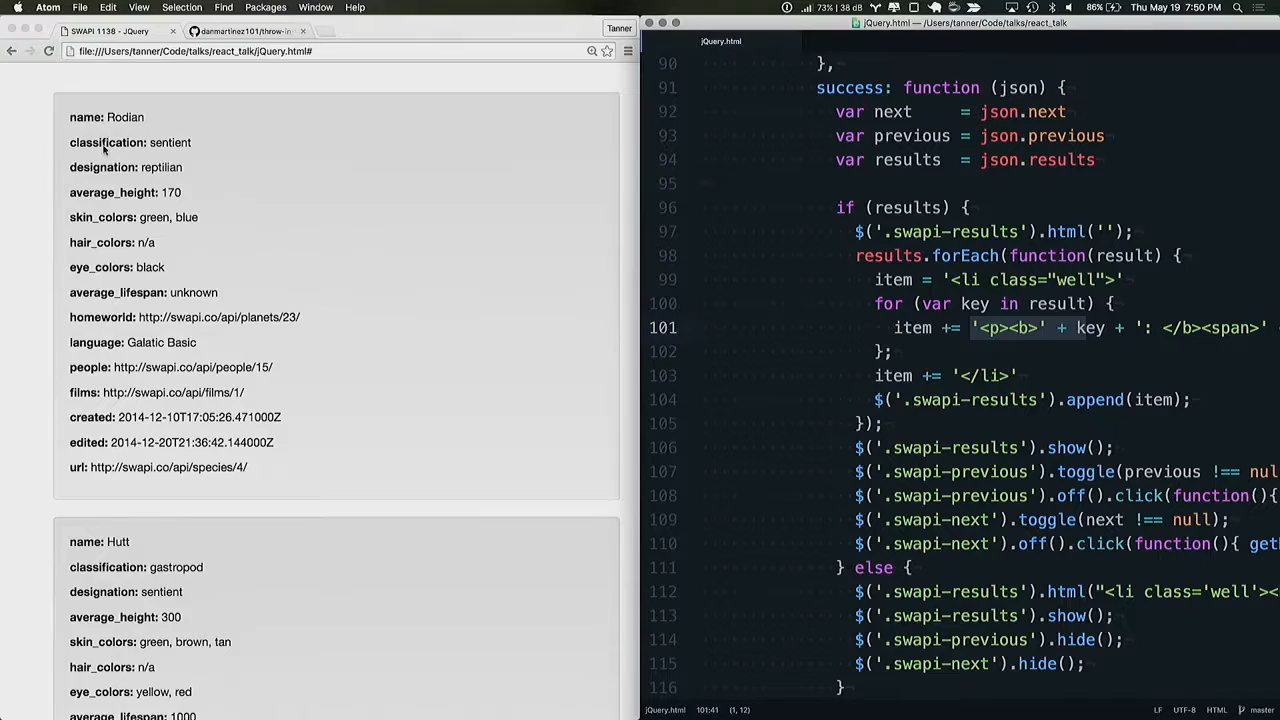 Atom File Edit View Selection Find Packages Window Help
73% 38 dB 86% Thu May 19 7:50 PM
SWAPI 1138 - jQuery
danmartinez101/throw-in-
Tanner
file:///Users/tanner/Code/talks/react_talk/jQuery.html#
name: Rodian
classification: sentient
designation: reptilian
average_height: 170
skin_colors: green, blue
hair_colors: n/a
eye_colors: black
average_lifespan: unknown
homeworld: http://swapi.co/api/planets/23/
language: Galatic Basic
people: http://swapi.co/api/people/15/
films: http://swapi.co/api/films/1/
created: 2014-12-10T17:05:26.471000Z
edited: 2014-12-20T21:36:42.144000Z
url: http://swapi.co/api/species/4/
name: Hutt
classification: gastropod
designation: sentient
average_height: 300
skin_colors: green, brown, tan
hair_colors: n/a
eye_colors: yellow, red
average_lifespan: 1000
jQuery.html — /Users/tanner/Code/talks/react_talk
jQuery.html
90 },
91 success: function (json) {
92 var next = json.next
93 var previous = json.previous
94 var results = json.results
95
96 if (results) {
97 $('.swapi-results').html('');
98 results.forEach(function(result) {
99 item = '<li class="well">'
100 for (var key in result) {
101 item += '<p><b>' + key + ': </b><span>'
102 };
103 item += '</li>'
104 $('.swapi-results').append(item);
105 });
106 $('.swapi-results').show();
107 $('.swapi-previous').toggle(previous !== nul
108 $('.swapi-previous').off().click(function(){
109 $('.swapi-next').toggle(next !== null);
110 $('.swapi-next').off().click(function(){ get
111 } else {
112 $('.swapi-results').html("<li class='well'><
113 $('.swapi-results').show();
114 $('.swapi-previous').hide();
115 $('.swapi-next').hide();
116 }
jQuery.html 101:41 (1, 12) LF UTF-8 HTML master